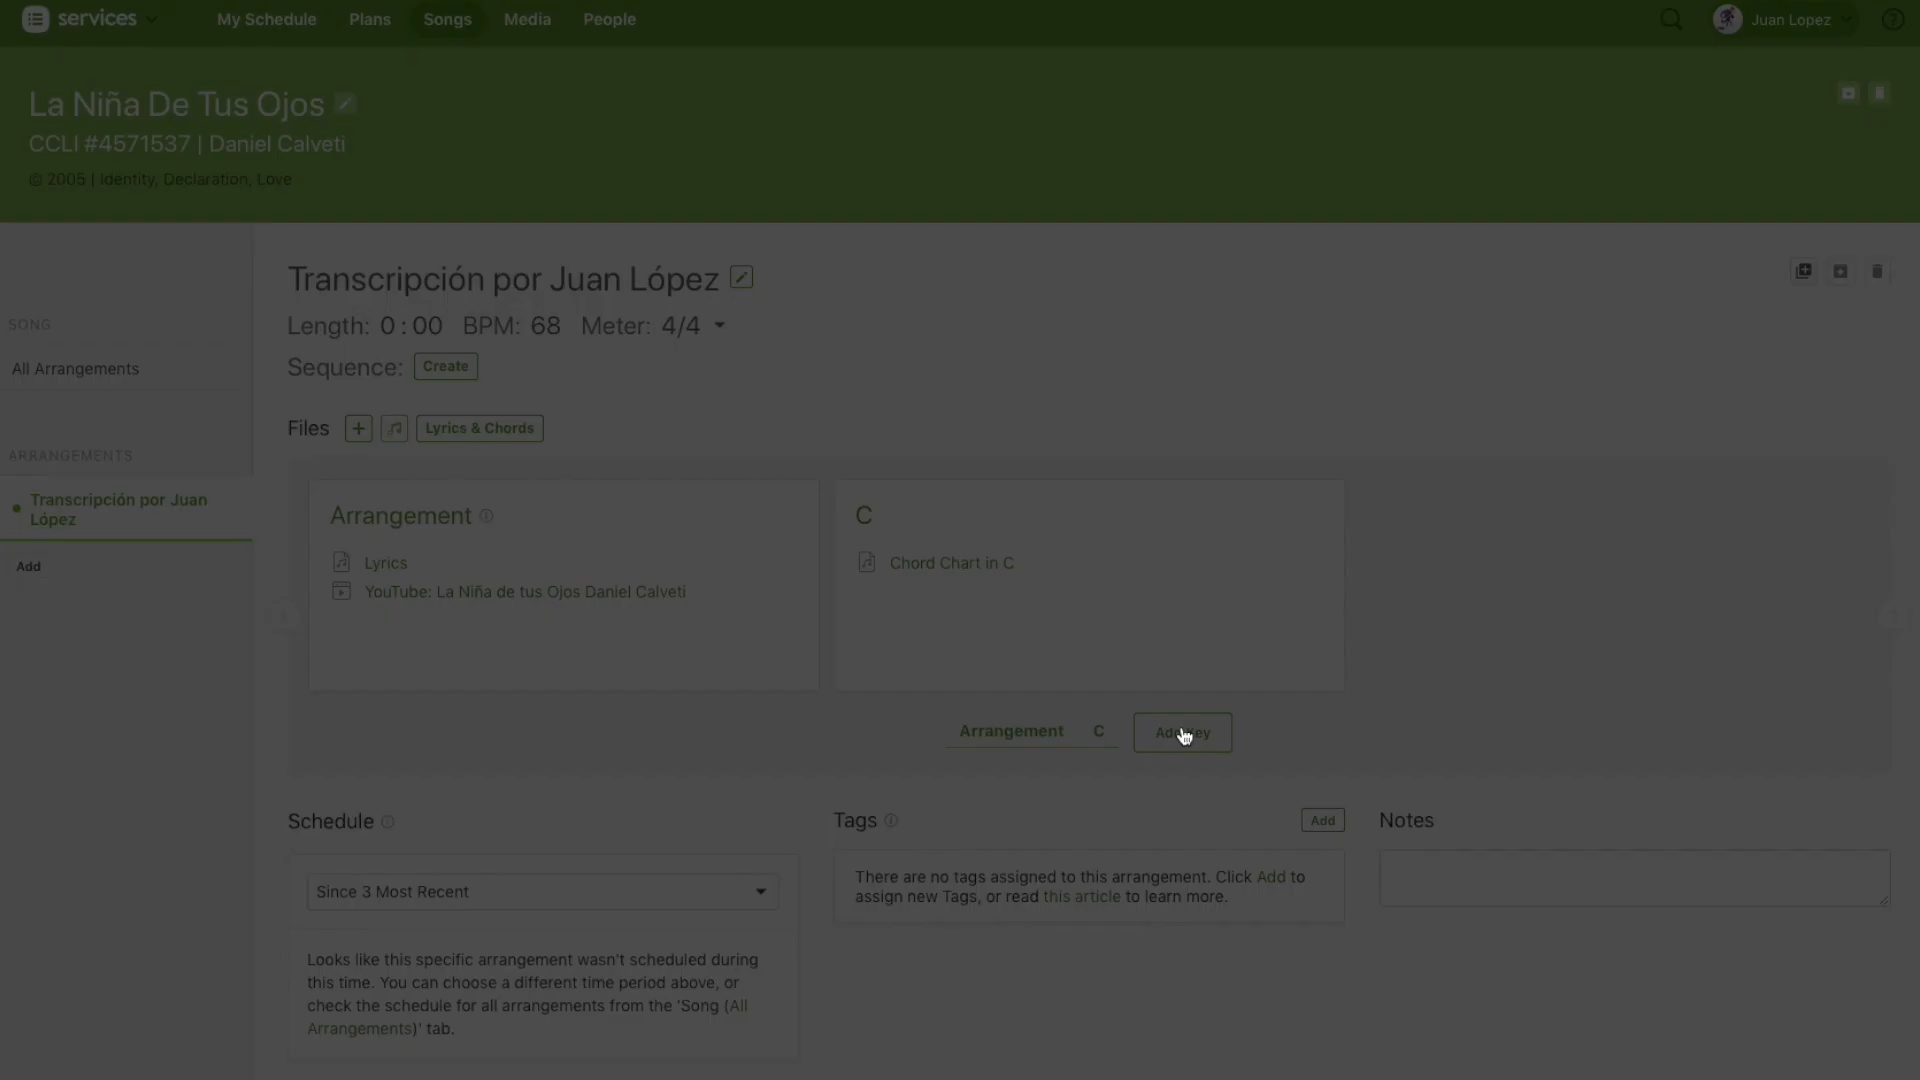 services
My Schedule
Plans
Songs
Media
People
Juan Lopez
La Niña De Tus Ojos
CCLI #4571537 | Daniel Calveti
© 2005 | Identity, Declaration, Love
SONG
All Arrangements
ARRANGEMENTS
Transcripción por Juan
López
Add
Transcripción por Juan López
Length: 0:00 BPM: 68 Meter: 4/4
Sequence: Create
Files + Lyrics & Chords
Arrangement
Lyrics
YouTube: La Niña de tus Ojos Daniel Calveti
C
Chord Chart in C
Arrangement C Add Key
Schedule
Since 3 Most Recent
Looks like this specific arrangement wasn't scheduled during
this time. You can choose a different time period above, or
check the schedule for all arrangements from the 'Song (All
Arrangements)' tab.
Tags
Add
There are no tags assigned to this arrangement. Click Add to
assign new Tags, or read this article to learn more.
Notes